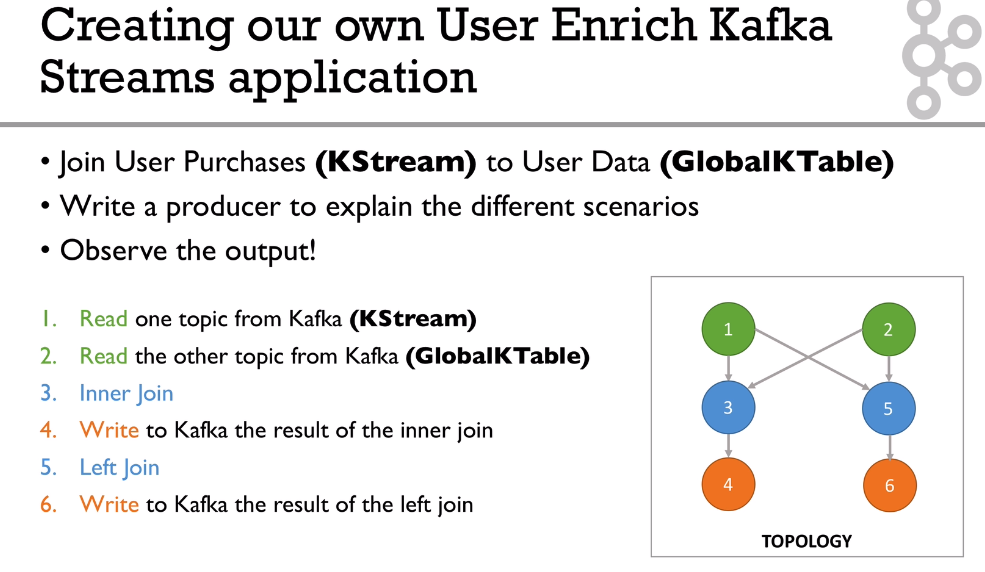 Creating our own User Enrich Kafka
Streams application
• Join User Purchases (KStream) to User Data (GlobalKTable)
• Write a producer to explain the different scenarios
• Observe the output!
1. Read one topic from Kafka (KStream)
2. Read the other topic from Kafka (GlobalKTable)
3. Inner Join
4. Write to Kafka the result of the inner join
5. Left Join
6. Write to Kafka the result of the left join
1 2
3 5
4 6
TOPOLOGY